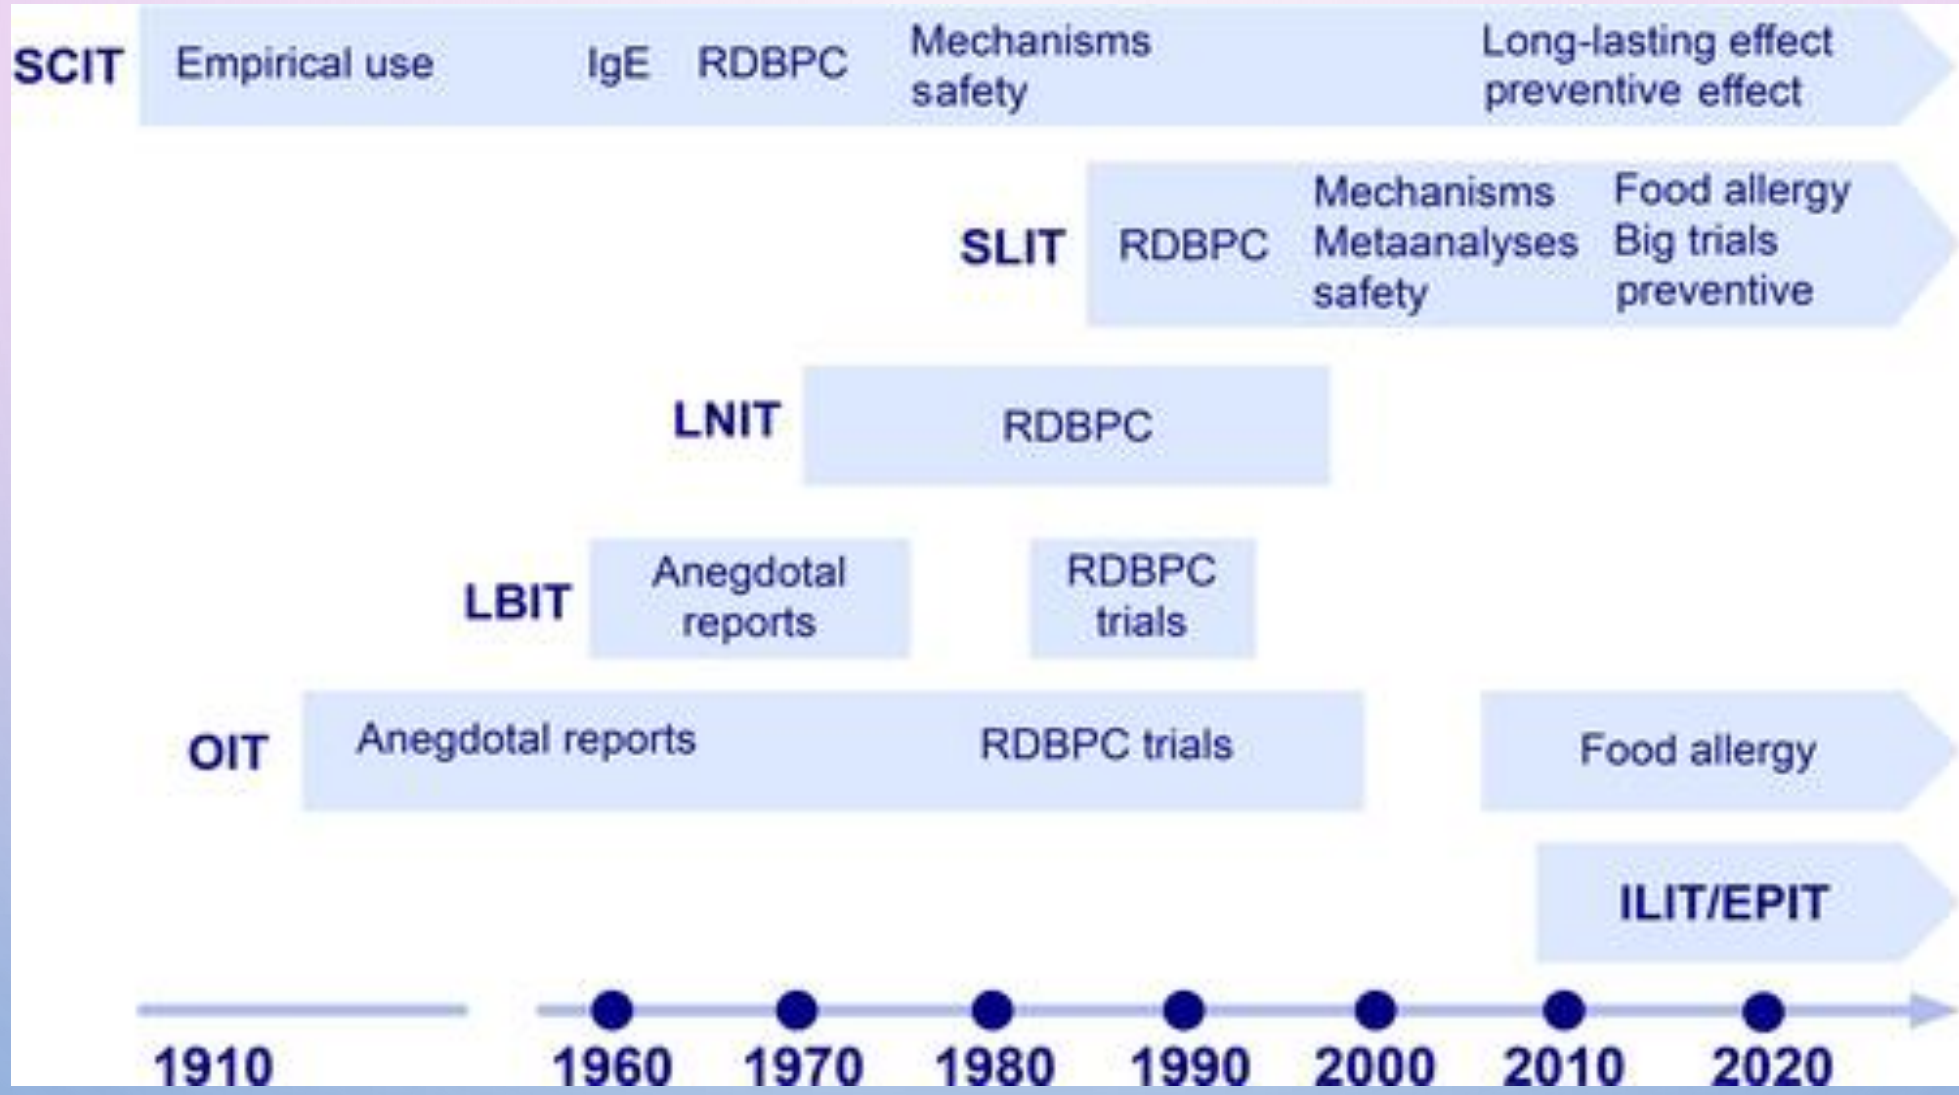 SCIT
Empirical use
IgE
RDBPC
Mechanisms
safety
Long-lasting effect
preventive effect
SLIT
RDBPC
Mechanisms
Metaanalyses
safety
Food allergy
Big trials
preventive
LNIT
RDBPC
LBIT
Anegdotal
reports
RDBPC
trials
OIT
Anegdotal reports
RDBPC trials
Food allergy
ILIT/EPIT
1910
1960
1970
1980
1990
2000
2010
2020